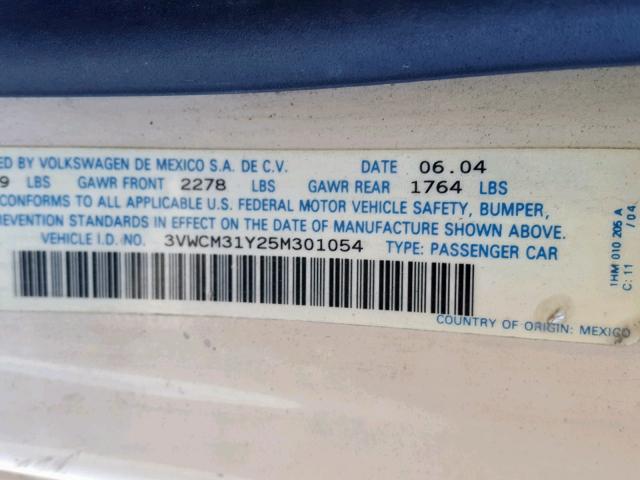 ED BY VOLKSWAGEN DE MEXICO S.A. DE C.V. DATE 06.04
9 LBS GAWR FRONT 2278 LBS GAWR REAR 1764 LBS
CONFORMS TO ALL APPLICABLE U.S. FEDERAL MOTOR VEHICLE SAFETY, BUMPER,
REVENTION STANDARDS IN EFFECT ON THE DATE OF MANUFACTURE SHOWN ABOVE.
VEHICLE I.D. NO. 3VWCM31Y25M301054 TYPE: PASSENGER CAR
COUNTRY OF ORIGIN: MEXICO
1HM 010 205 A
C: 11 / 04